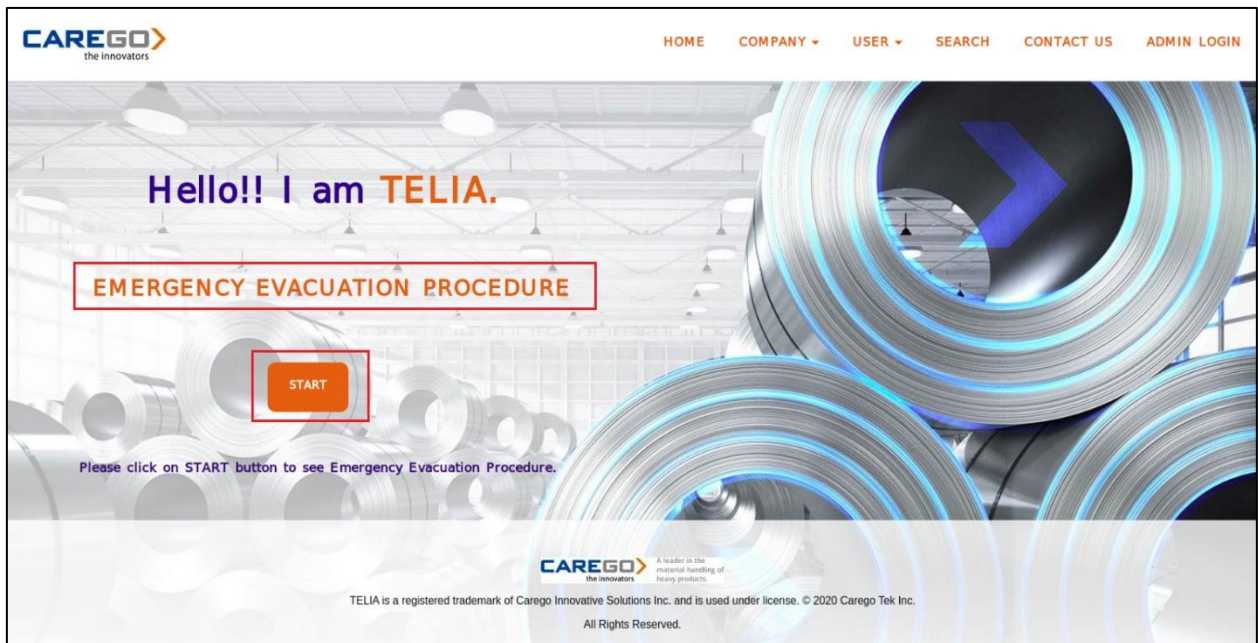 CAREGO
the innovators
HOME COMPANY USER SEARCH CONTACT US ADMIN LOGIN
Hello!! I am TELIA.
EMERGENCY EVACUATION PROCEDURE
START
Please click on START button to see Emergency Evacuation Procedure.
CAREGO
the innovators
A leader in the
material handling of
heavy products.
TELIA is a registered trademark of Carego Innovative Solutions Inc. and is used under license. © 2020 Carego Tek Inc.
All Rights Reserved.